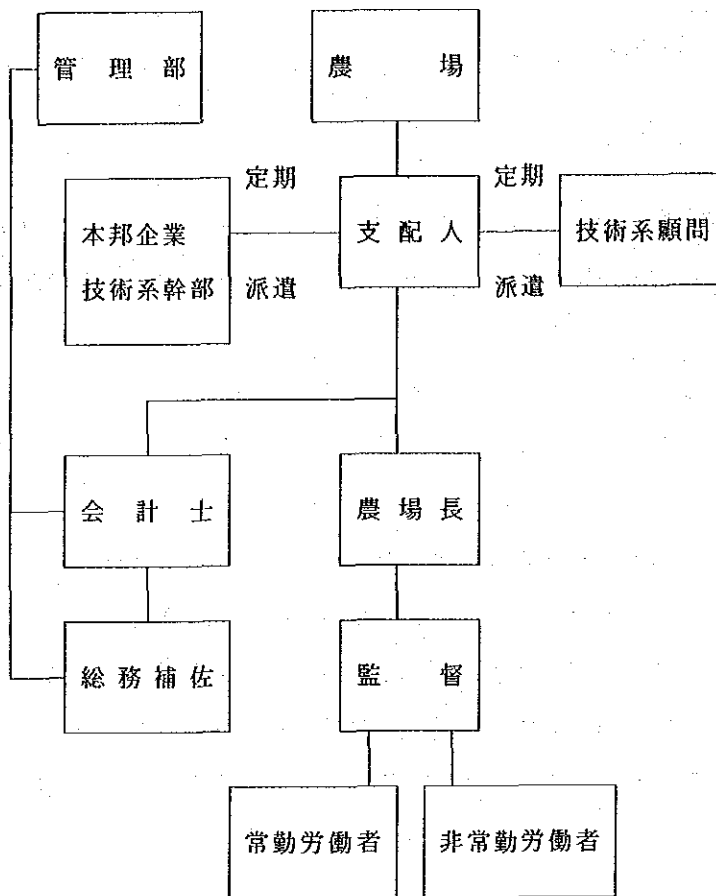 管理部
農場
定期
定期
本邦企業
技術系幹部
支配人
技術系顧問
派遣
派遣
会計士
農場長
総務補佐
監督
常勤労働者
非常勤労働者